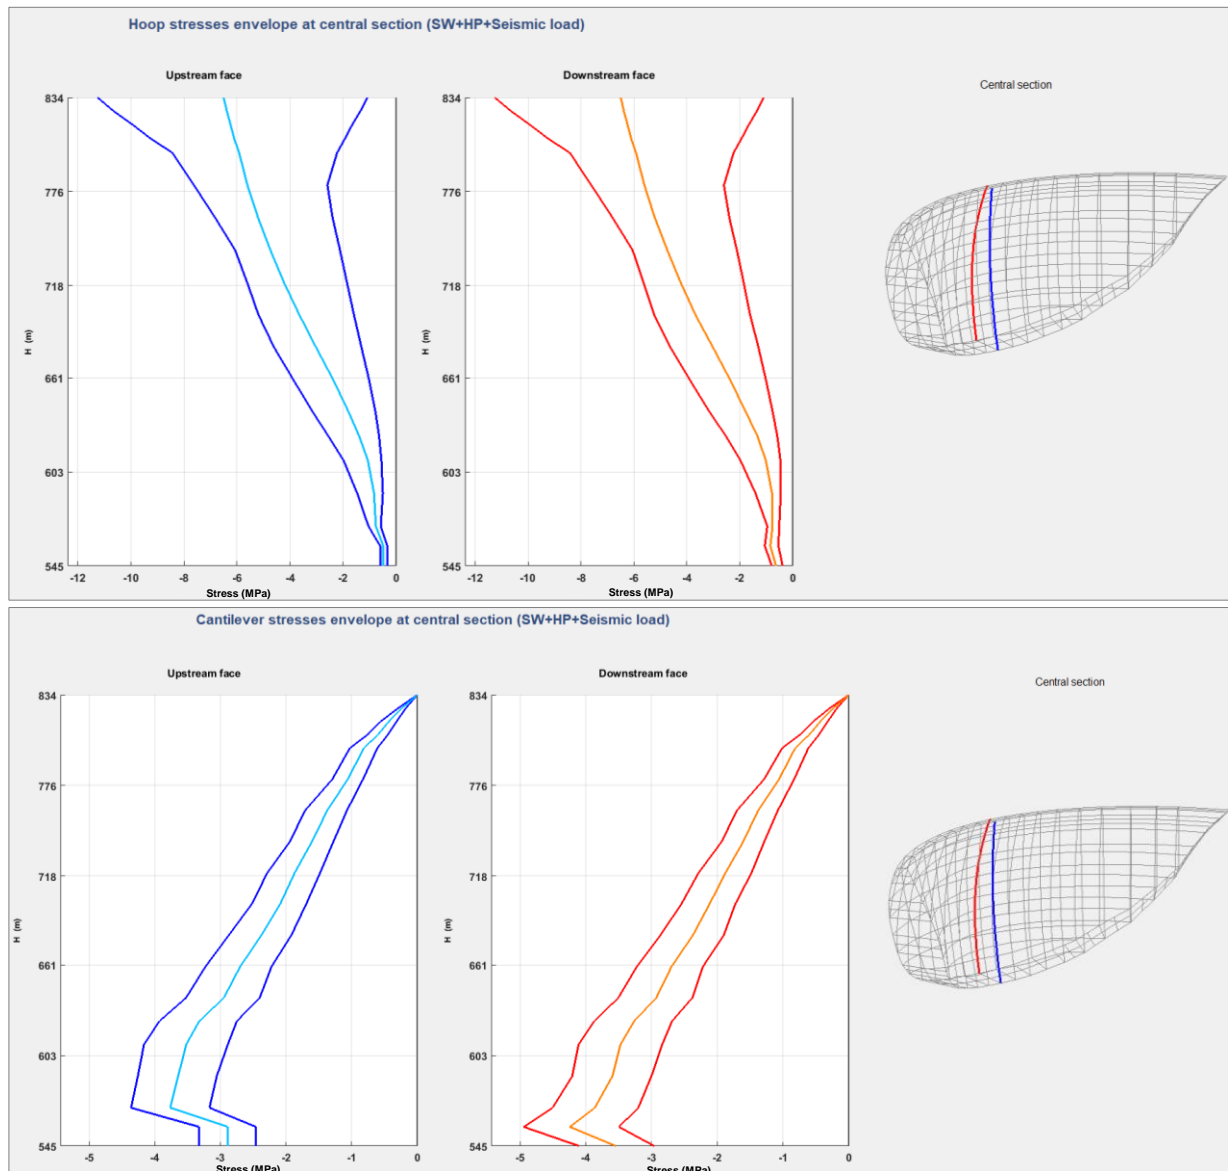 Hoop stresses envelope at central section (SW+HP+Seismic load)
Upstream face
Downstream face
Central section
834
776
718
661
603
545
H (m)
-12 -10 -8 -6 -4 -2 0
Stress (MPa)
834
776
718
661
603
545
H (m)
-12 -10 -8 -6 -4 -2 0
Stress (MPa)
Cantilever stresses envelope at central section (SW+HP+Seismic load)
Upstream face
Downstream face
Central section
834
776
718
661
603
545
H (m)
-5 -4 -3 -2 -1 0
Stress (MPa)
834
776
718
661
603
545
H (m)
-5 -4 -3 -2 -1 0
Stress (MPa)